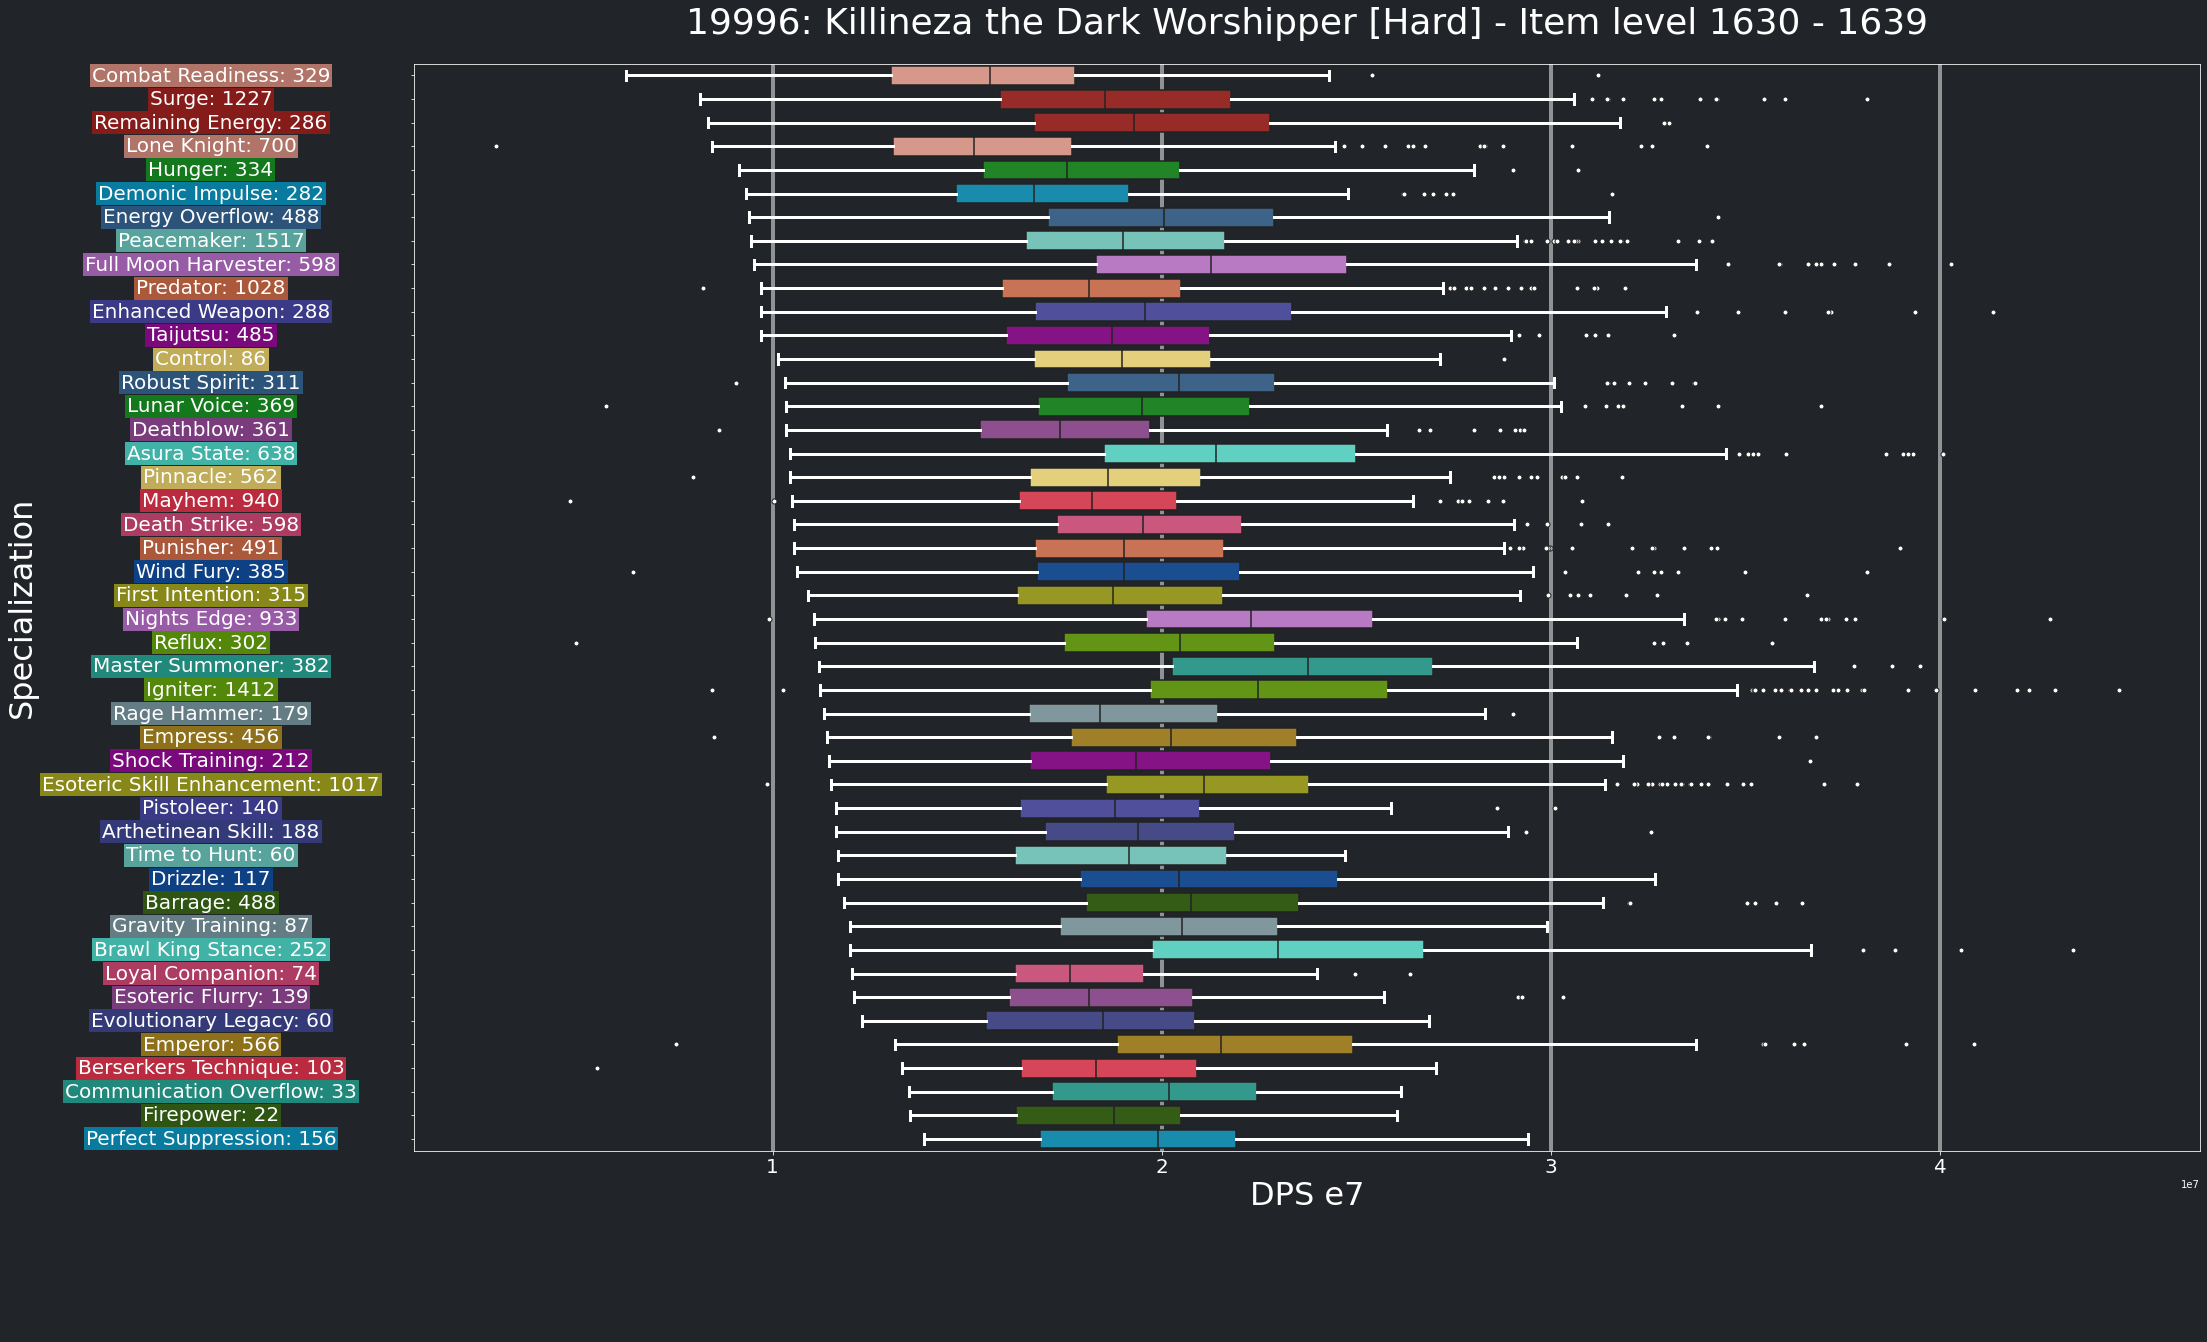 19996: Killineza the Dark Worshipper [Hard] - Item level 1630 - 1639
Combat Readiness: 329
Surge: 1227
Remaining Energy: 286
Lone Knight: 700
Hunger: 334
Demonic Impulse: 282
Energy Overflow: 488
Peacemaker: 1517
Full Moon Harvester: 598
Predator: 1028
Enhanced Weapon: 288
Taijutsu: 485
Control: 86
Robust Spirit: 311
Lunar Voice: 369
Deathblow: 361
Asura State: 638
Pinnacle: 562
Mayhem: 940
Death Strike: 598
Punisher: 491
Wind Fury: 385
First Intention: 315
Nights Edge: 933
Reflux: 302
Master Summoner: 382
Igniter: 1412
Rage Hammer: 179
Empress: 456
Shock Training: 212
Esoteric Skill Enhancement: 1017
Pistoleer: 140
Arthetinean Skill: 188
Time to Hunt: 60
Drizzle: 117
Barrage: 488
Gravity Training: 87
Brawl King Stance: 252
Loyal Companion: 74
Esoteric Flurry: 139
Evolutionary Legacy: 60
Emperor: 566
Berserkers Technique: 103
Communication Overflow: 33
Firepower: 22
Perfect Suppression: 156
Specialization
1 2 3 4
DPS e7
1e7